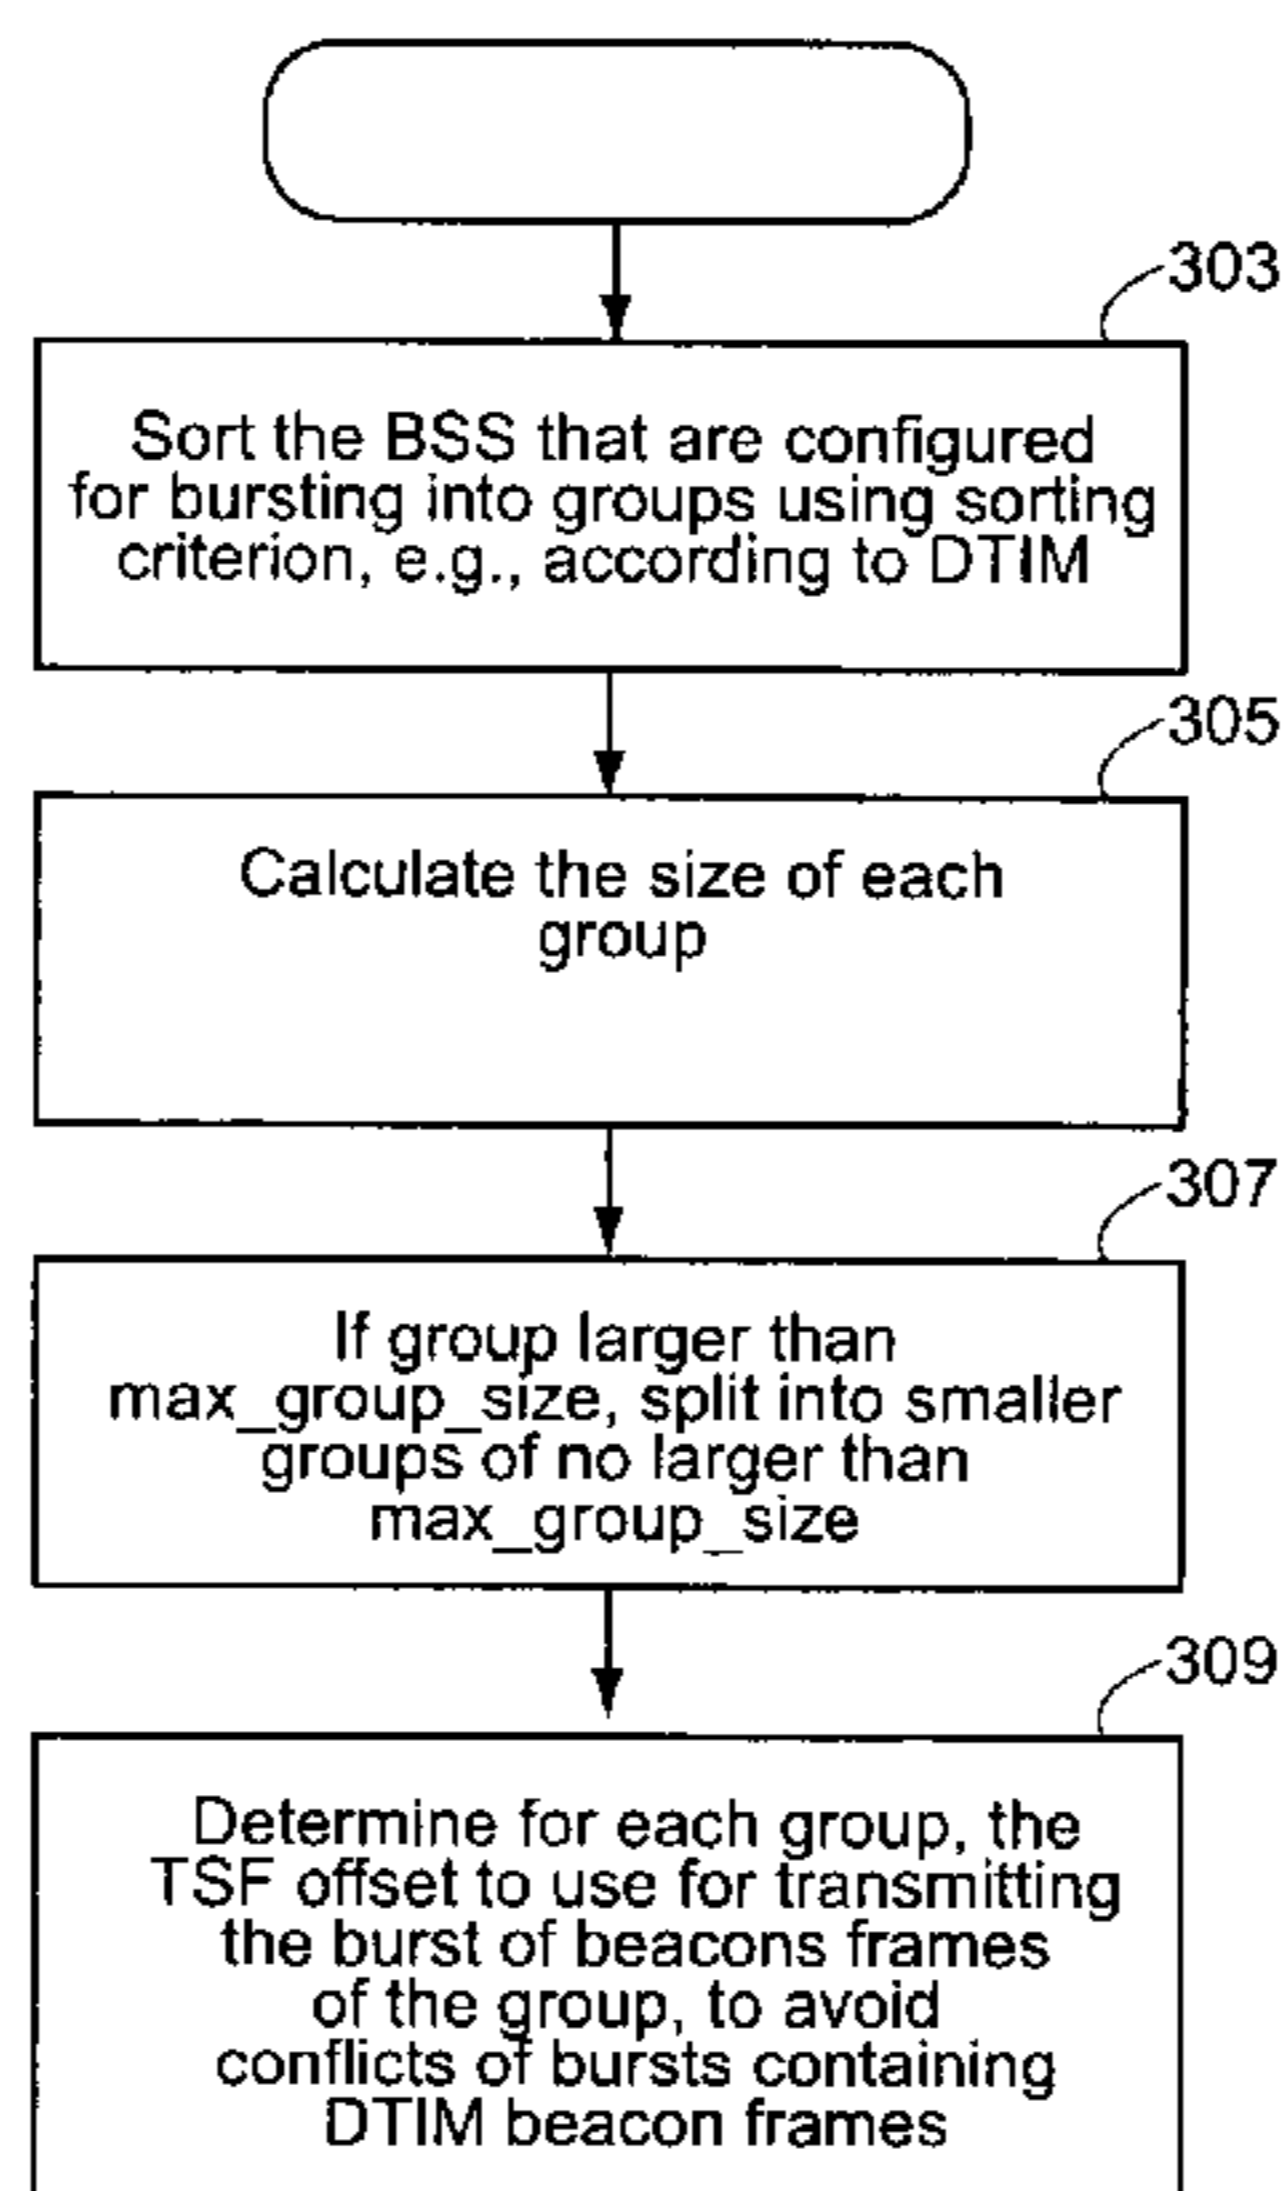 303
Sort the BSS that are configured
for bursting into groups using sorting
criterion, e.g., according to DTIM
305
Calculate the size of each
group
307
If group larger than
max_group_size, split into smaller
groups of no larger than
max_group_size
309
Determine for each group, the
TSF offset to use for transmitting
the burst of beacons frames
of the group, to avoid
conflicts of bursts containing
DTIM beacon frames